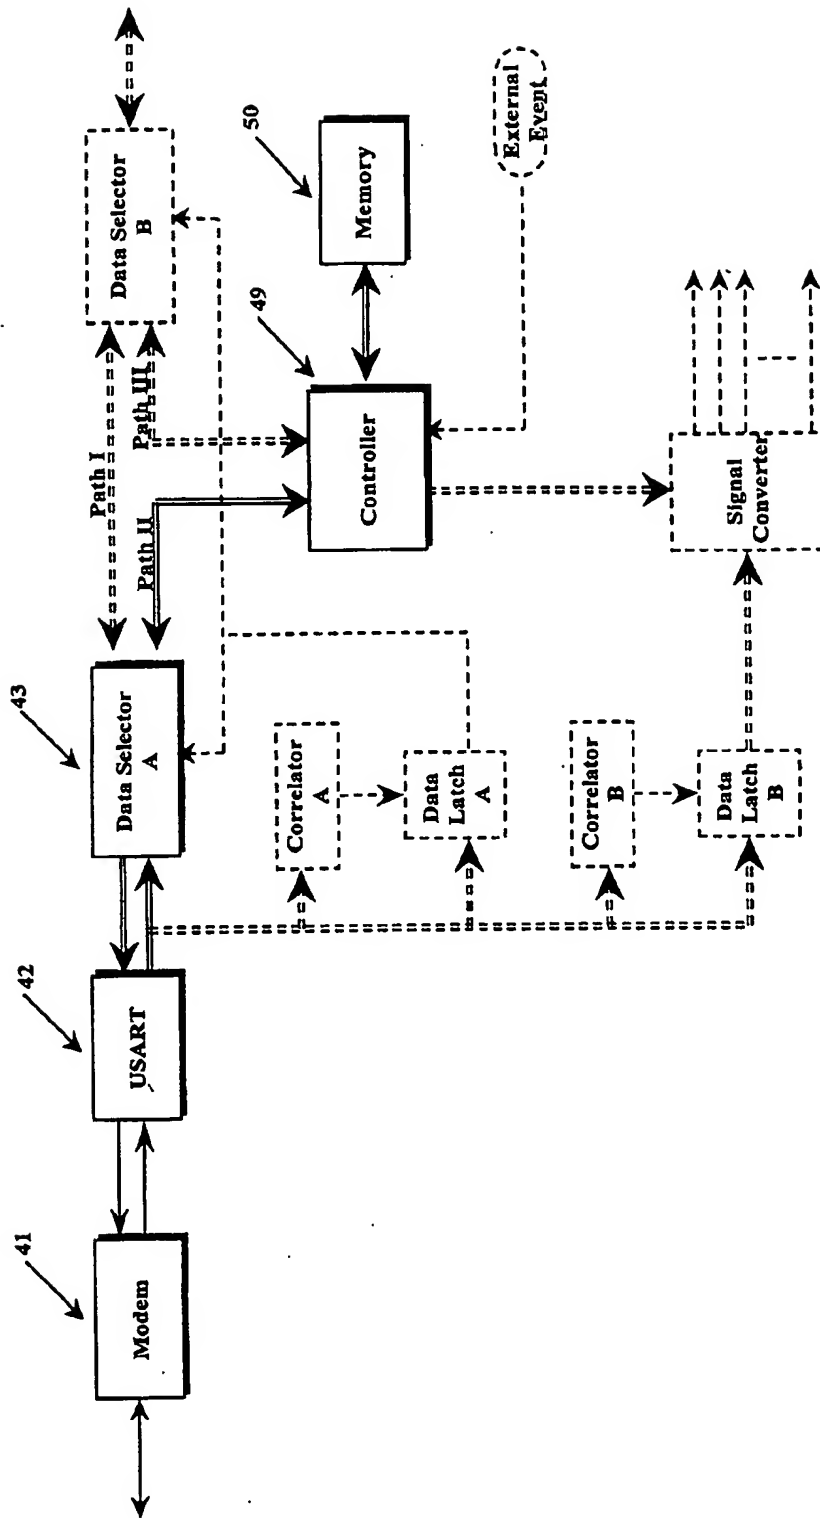 41
Modem
42
USART
43
Data Selector
A
Path I
Path II
Path III
Data Selector
B
49
Controller
50
Memory
External
Event
Correlator
A
Data
Latch
A
Correlator
B
Data
Latch
B
Signal
Converter